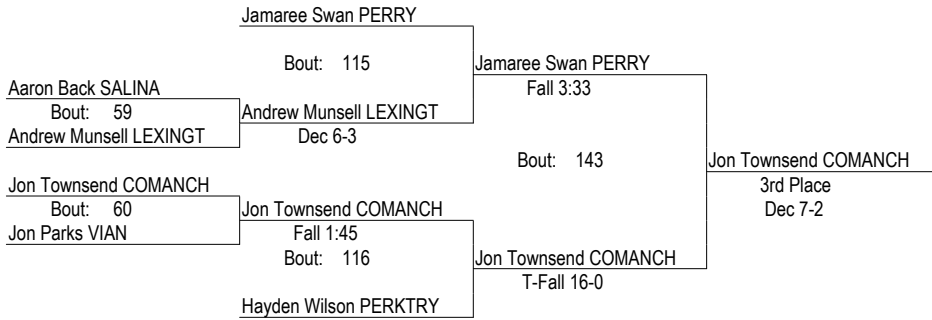 Jamaree Swan PERRY
Bout: 115
Jamaree Swan PERRY
Fall 3:33
Aaron Back SALINA
Bout: 59
Andrew Munsell LEXINGT
Andrew Munsell LEXINGT
Dec 6-3
Bout: 143
Jon Townsend COMANCH
3rd Place
Dec 7-2
Jon Townsend COMANCH
Bout: 60
Jon Parks VIAN
Jon Townsend COMANCH
Fall 1:45
Bout: 116
Jon Townsend COMANCH
T-Fall 16-0
Hayden Wilson PERKTRY